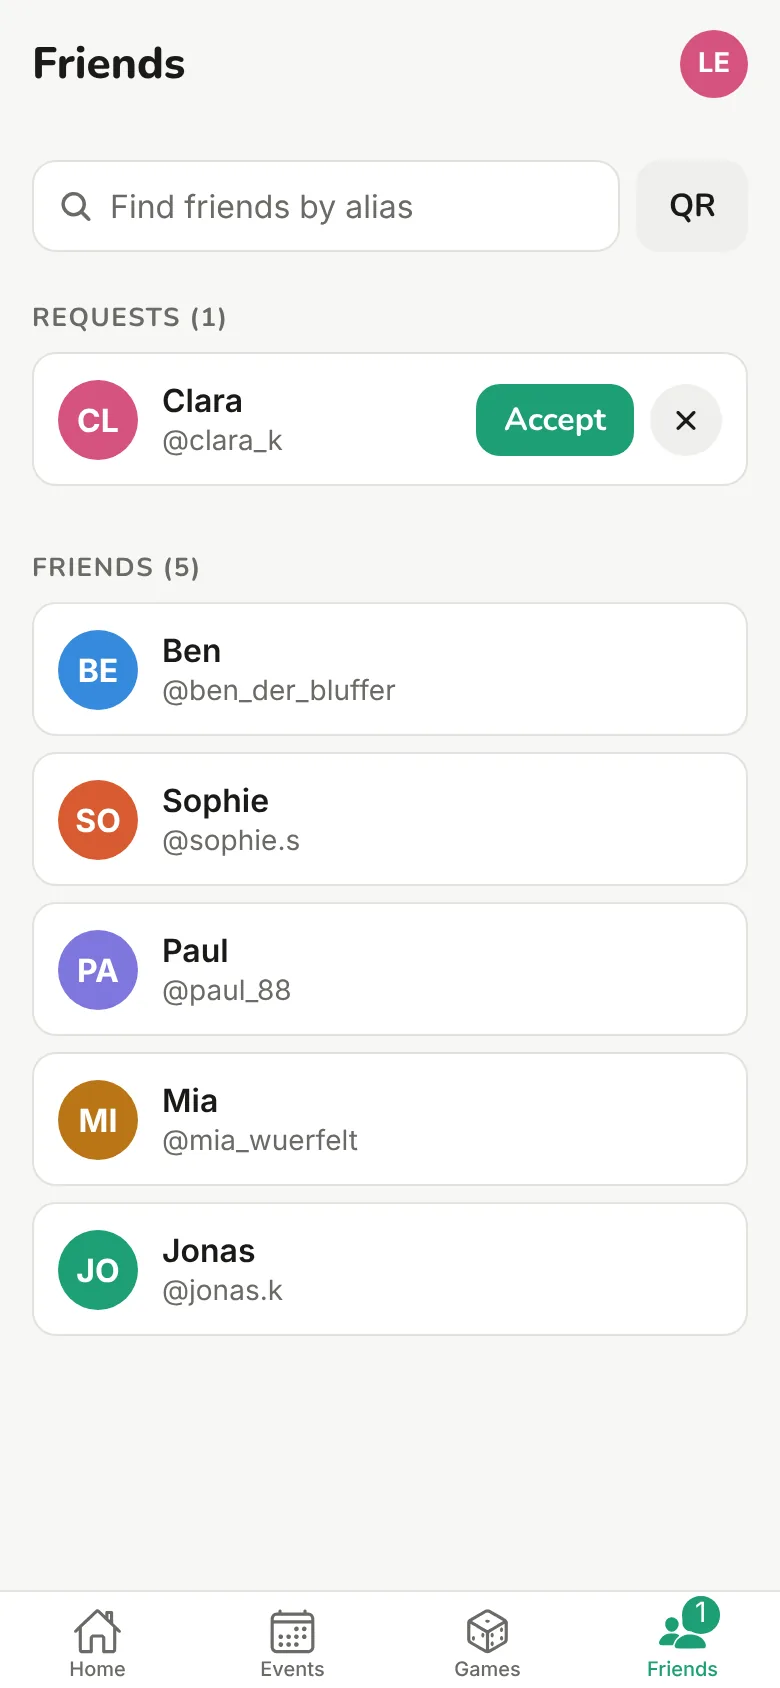 Friends
LE
Find friends by alias
QR
REQUESTS (1)
CL
Clara
@clara_k
Accept
FRIENDS (5)
BE
Ben
@ben_der_bluffer
SO
Sophie
@sophie.s
PA
Paul
@paul_88
MI
Mia
@mia_wuerfelt
JO
Jonas
@jonas.k
1
Home
Events
Games
Friends